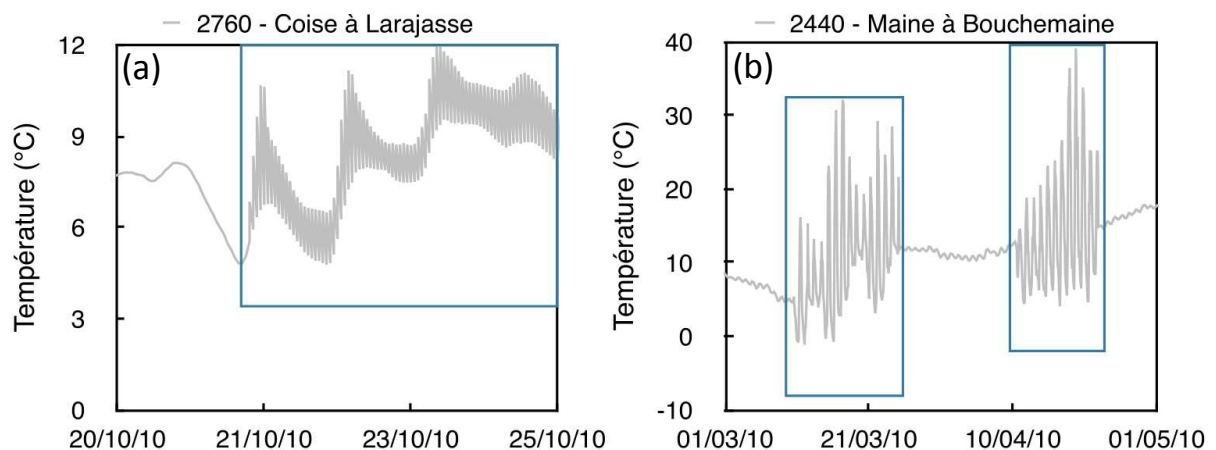 2760 - Coise à Larajasse
(a)
Température (°C)
12
9
6
3
0
20/10/10 21/10/10 23/10/10 25/10/10
2440 - Maine à Bouchemaine
(b)
Température (°C)
40
30
20
10
0
-10
01/03/10 21/03/10 10/04/10 01/05/10